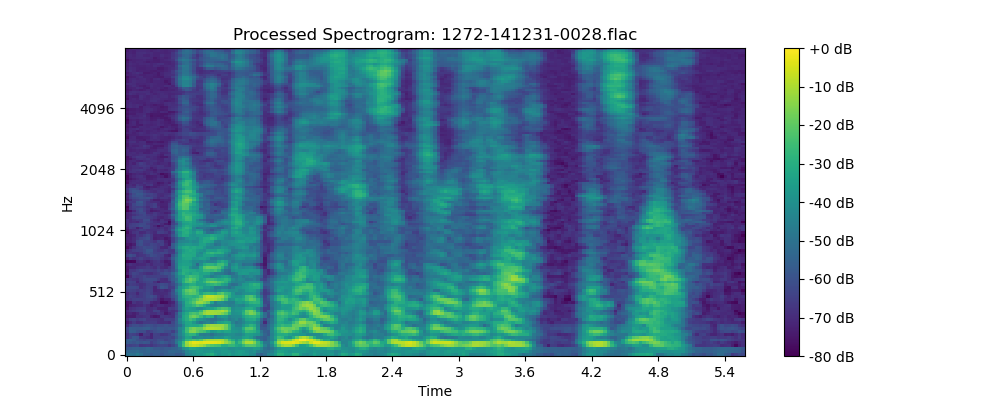 Processed Spectrogram: 1272-141231-0028.flac
+0 dB
-10 dB
-20 dB
-30 dB
-40 dB
-50 dB
-60 dB
-70 dB
-80 dB
4096
2048
1024
512
0
Hz
0 0.6 1.2 1.8 2.4 3 3.6 4.2 4.8 5.4
Time